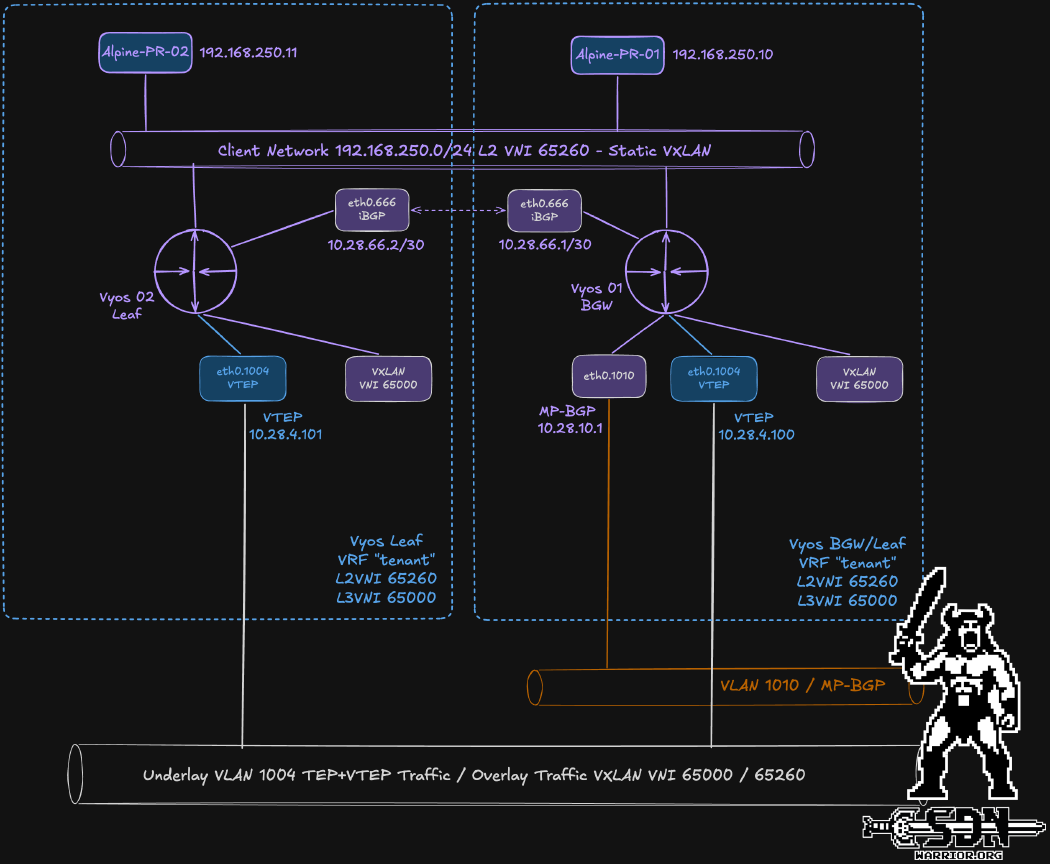 Alpine-PR-02 192.168.250.11
Alpine-PR-01 192.168.250.10
Client Network 192.168.250.0/24 L2 VNI 65260 - Static VXLAN
eth0.666
iBGP
10.28.66.2/30
eth0.666
iBGP
10.28.66.1/30
Vyos 02
Leaf
Vyos 01
BGW
eth0.1004
VTEP
VTEP
10.28.4.101
VXLAN
VNI 65000
eth0.1010
MP-BGP
10.28.10.1
eth0.1004
VTEP
VTEP
10.28.4.100
VXLAN
VNI 65000
Vyos Leaf
VRF "tenant"
L2VNI 65260
L3VNI 65000
Vyos BGW/Leaf
VRF "tenant"
L2VNI 65260
L3VNI 65000
VLAN 1010 / MP-BGP
Underlay VLAN 1004 TEP+VTEP Traffic / Overlay Traffic VXLAN VNI 65000 / 65260
SDN
WARRIOR.ORG